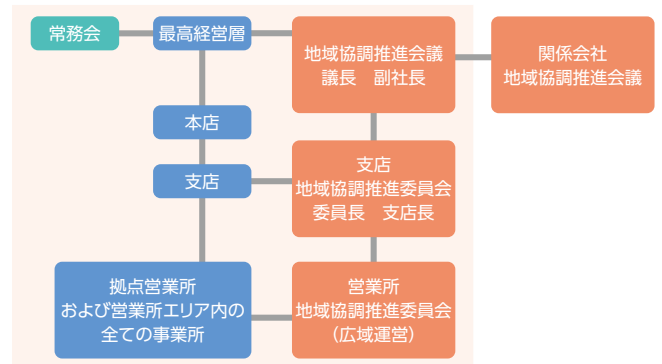 常務会
最高経営層
地域協調推進会議
議長　副社長
関係会社
地域協調推進会議
本店
支店
支店
地域協調推進委員会
委員長　支店長
拠点営業所
および営業所エリア内の
全ての事業所
営業所
地域協調推進委員会
（広域運営）